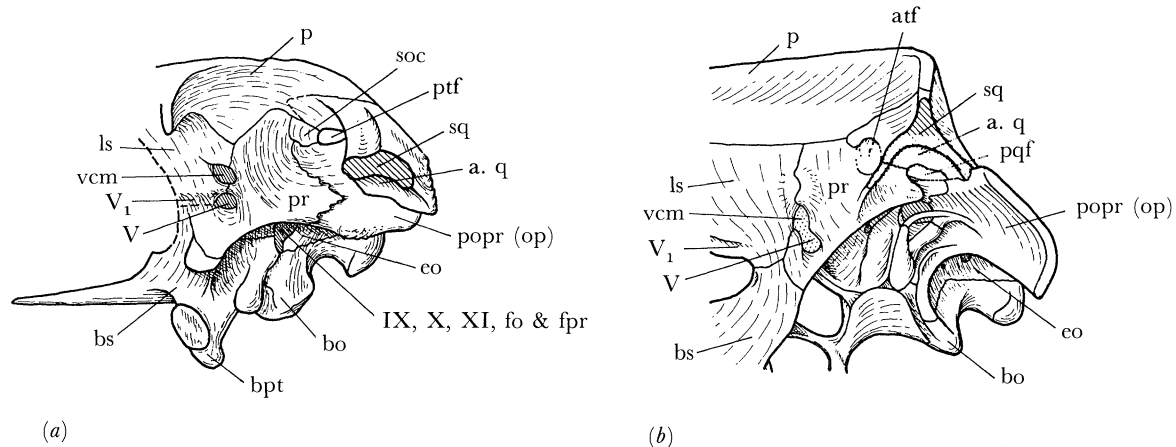 p
soc
ptf
sq
a. q
ls
vcm
V₁
V
pr
popr (op)
eo
IX, X, XI, fo & fpr
bs
bo
bpt
(a)
atf
p
sq
a. q
pqf
ls
pr
vcm
popr (op)
V₁
V
eo
bs
bo
(b)